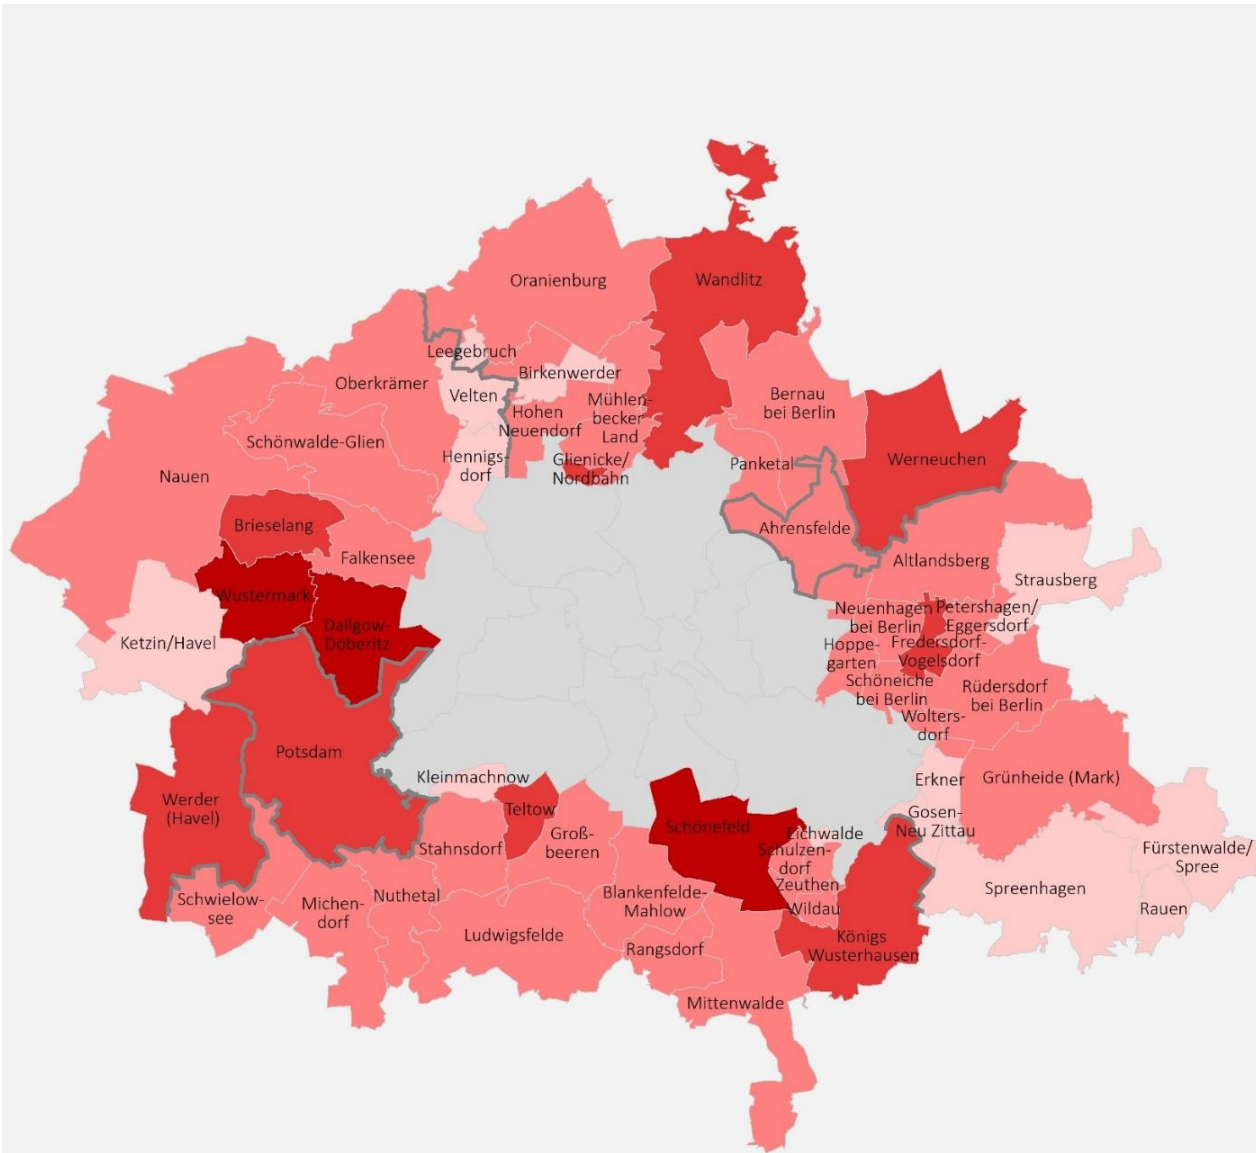 Oranienburg
Wandlitz
Leegebruch
Birkenwerder
Oberkrämer
Velten
Bernau
bei Berlin
Mühlen-
becker
Land
Hohen
Neuendorf
Schönwalde-Glien
Hennigs-
dorf
Glienicke/
Nordbahn
Panketal
Werneuchen
Nauen
Brieselang
Ahrensfelde
Falkensee
Altlandsberg
Strausberg
Wustermark
Neuenhagen
bei Berlin
Petershagen/
Eggersdorf
Dallgow-
Döberitz
Ketzin/Havel
Hoppe-
garten
Fredersdorf-
Vogelsdorf
Schöneiche
bei Berlin
Rüdersdorf
bei Berlin
Wolters-
dorf
Potsdam
Kleinmachnow
Erkner
Grünheide (Mark)
Werder
(Havel)
Teltow
Gosen-
Neu Zittau
Schönefeld
Eichwalde
Groß-
beeren
Stahnsdorf
Schulzen-
dorf
Fürstenwalde/
Spree
Zeuthen
Spreenhagen
Nuthetal
Blankenfelde-
Mahlow
Schwielow-
see
Michen-
dorf
Wildau
Rauen
Ludwigsfelde
Königs
Wusterhausen
Rangsdorf
Mittenwalde